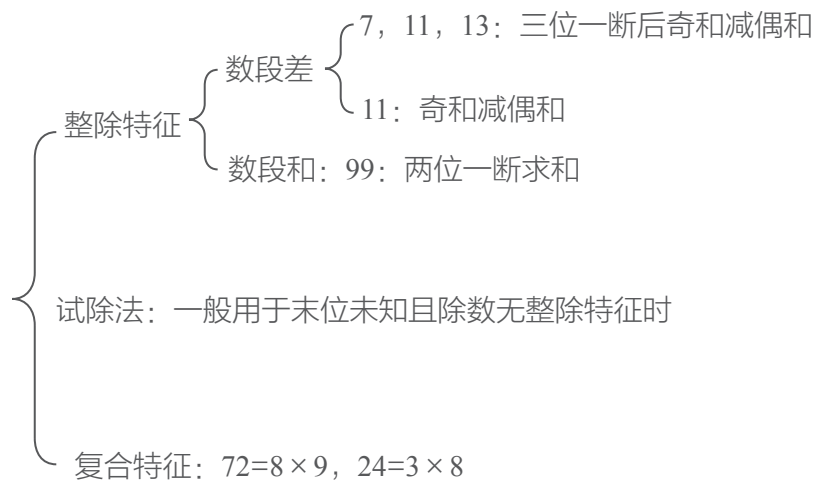 7，11，13：三位一断后奇和减偶和
数段差
11：奇和减偶和
整除特征
数段和：99：两位一断求和
试除法：一般用于末位未知且除数无整除特征时
复合特征：72=8×9，24=3×8